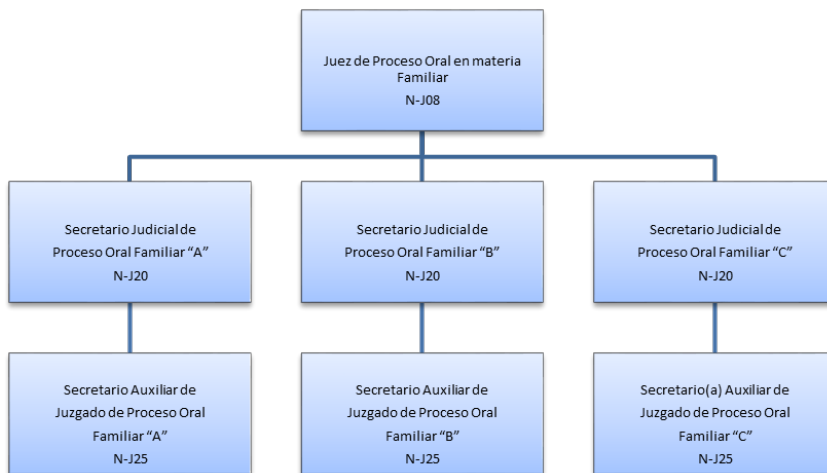 Juez de Proceso Oral en materia
Familiar
N-J08
Secretario Judicial de
Proceso Oral Familiar “A”
N-J20
Secretario Judicial de
Proceso Oral Familiar “B”
N-J20
Secretario Judicial de
Proceso Oral Familiar “C”
N-J20
Secretario Auxiliar de
Juzgado de Proceso Oral
Familiar “A”
N-J25
Secretario Auxiliar de
Juzgado de Proceso Oral
Familiar “B”
N-J25
Secretario(a) Auxiliar de
Juzgado de Proceso Oral
Familiar “C”
N-J25